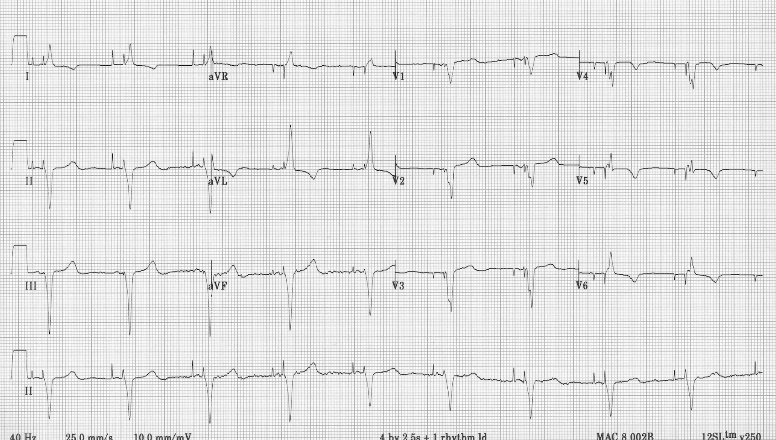 I aVR V1 V4
II aVL V2 V5
III aVF V3 V6
II
40 Hz 25.0 mm/s 10.0 mm/mV 4 by 2.5s + 1 rhythm ld MAC 8 002B 12SLtm v250